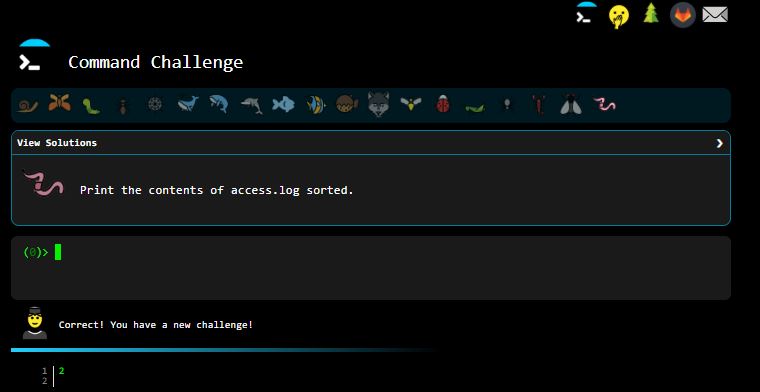 Command Challenge
View Solutions
Print the contents of access.log sorted.
(0)>
Correct! You have a new challenge!
1 2
2